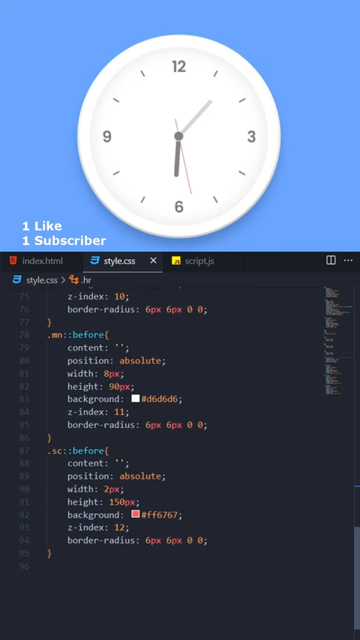 12
9
3
6
1 Like
1 Subscriber
index.html
style.css
script.js
style.css > .hr
75 z-index: 10;
76 border-radius: 6px 6px 0 0;
77 }
78 .mn::before{
79 content: '';
80 position: absolute;
81 width: 8px;
82 height: 90px;
83 background: #d6d6d6;
84 z-index: 11;
85 border-radius: 6px 6px 0 0;
86 }
87 .sc::before{
88 content: '';
89 position: absolute;
90 width: 2px;
91 height: 150px;
92 background: #ff6767;
93 z-index: 12;
94 border-radius: 6px 6px 0 0;
95 }
96